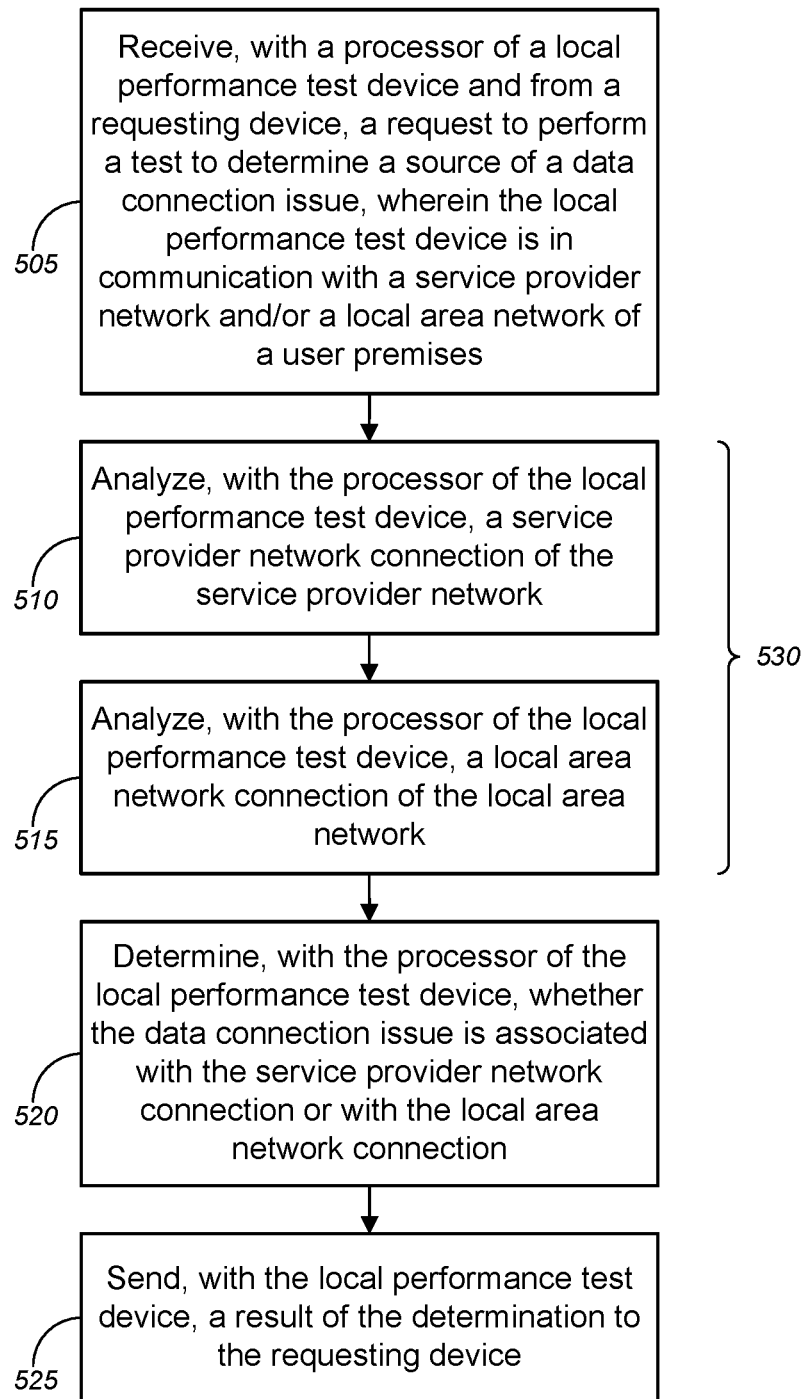 Receive, with a processor of a local
performance test device and from a
requesting device, a request to perform
a test to determine a source of a data
connection issue, wherein the local
performance test device is in
communication with a service provider
network and/or a local area network of
a user premises
505
Analyze, with the processor of the local
performance test device, a service
provider network connection of the
service provider network
510
530
Analyze, with the processor of the local
performance test device, a local area
network connection of the local area
network
515
Determine, with the processor of the
local performance test device, whether
the data connection issue is associated
with the service provider network
connection or with the local area
network connection
520
Send, with the local performance test
device, a result of the determination to
the requesting device
525